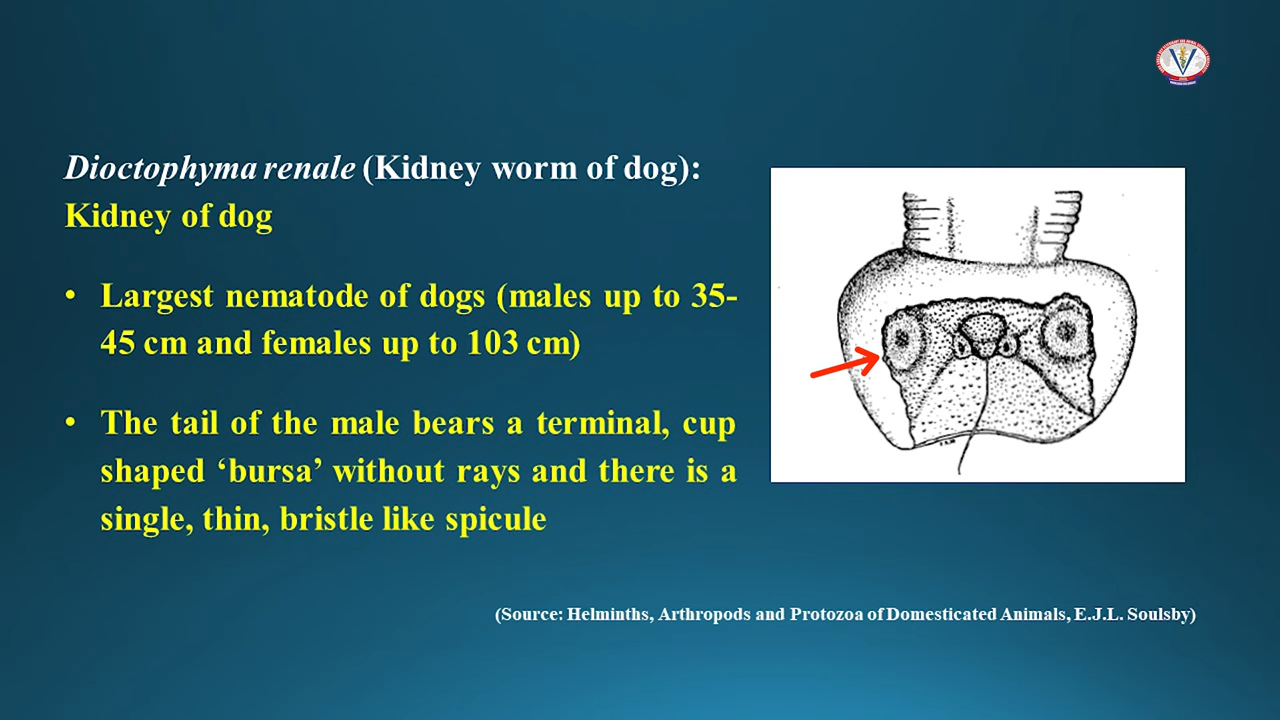 Dioctophyma renale (Kidney worm of dog):
Kidney of dog
• Largest nematode of dogs (males up to 35-
45 cm and females up to 103 cm)
• The tail of the male bears a terminal, cup
shaped ‘bursa’ without rays and there is a
single, thin, bristle like spicule
(Source: Helminths, Arthropods and Protozoa of Domesticated Animals, E.J.L. Soulsby)